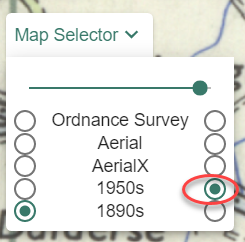 Map Selector
Ordnance Survey
Aerial
AerialX
1950s
1890s